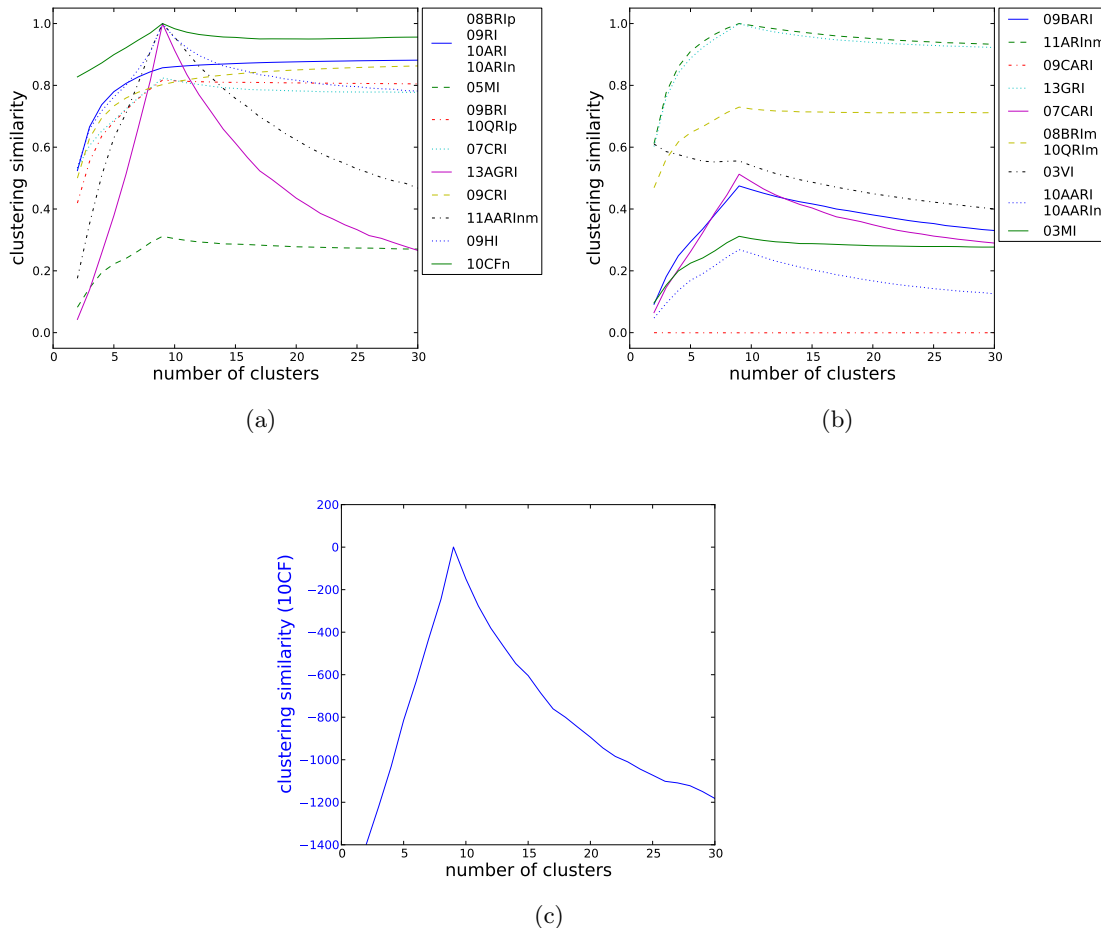 1.0
0.8
0.6
0.4
0.2
0.0
clustering similarity
0 5 10 15 20 25 30
number of clusters
08BRIp
09RI
10ARI
10ARIn
05MI
09BRI
10QRIp
07CRI
13AGRI
09CRI
11AARInm
09HI
10CFn
(a)
1.0
0.8
0.6
0.4
0.2
0.0
clustering similarity
0 5 10 15 20 25 30
number of clusters
09BARI
11ARInm
09CARI
13GRI
07CARI
08BRIm
10QRIm
03VI
10AARI
10AARIn
03MI
(b)
200
0
−200
−400
−600
−800
−1000
−1200
−1400
clustering similarity (10CF)
0 5 10 15 20 25 30
number of clusters
(c)